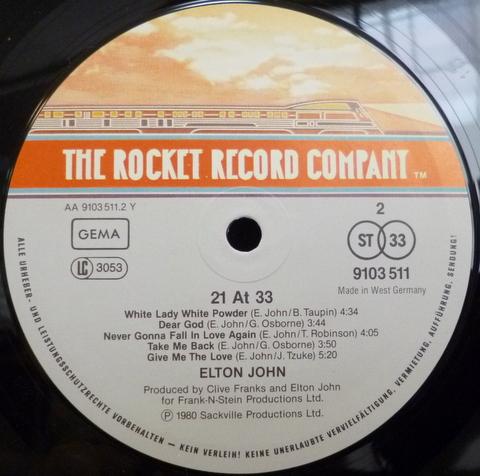 THE ROCKET RECORD COMPANY TM
AA 9103 511.2 Y
2
GEMA
ST 33
LC 3053
9103 511
Made in West Germany
21 At 33
White Lady White Powder (E. John/B. Taupin) 4:34
Dear God (E. John/G. Osborne) 3:44
Never Gonna Fall In Love Again (E. John/T. Robinson) 4:05
Take Me Back (E. John/G. Osborne) 3:50
Give Me The Love (E. John/J. Tzuke) 5:20
ELTON JOHN
Produced by Clive Franks and Elton John
for Frank-N-Stein Productions Ltd.
Ⓟ 1980 Sackville Productions Ltd.
ALLE URHEBER- UND LEISTUNGSSCHUTZRECHTE VORBEHALTEN – KEIN VERLEIH! KEINE UNERLAUBTE VERVIELFÄLTIGUNG, VERMIETUNG, AUFFÜHRUNG, SENDUNG!